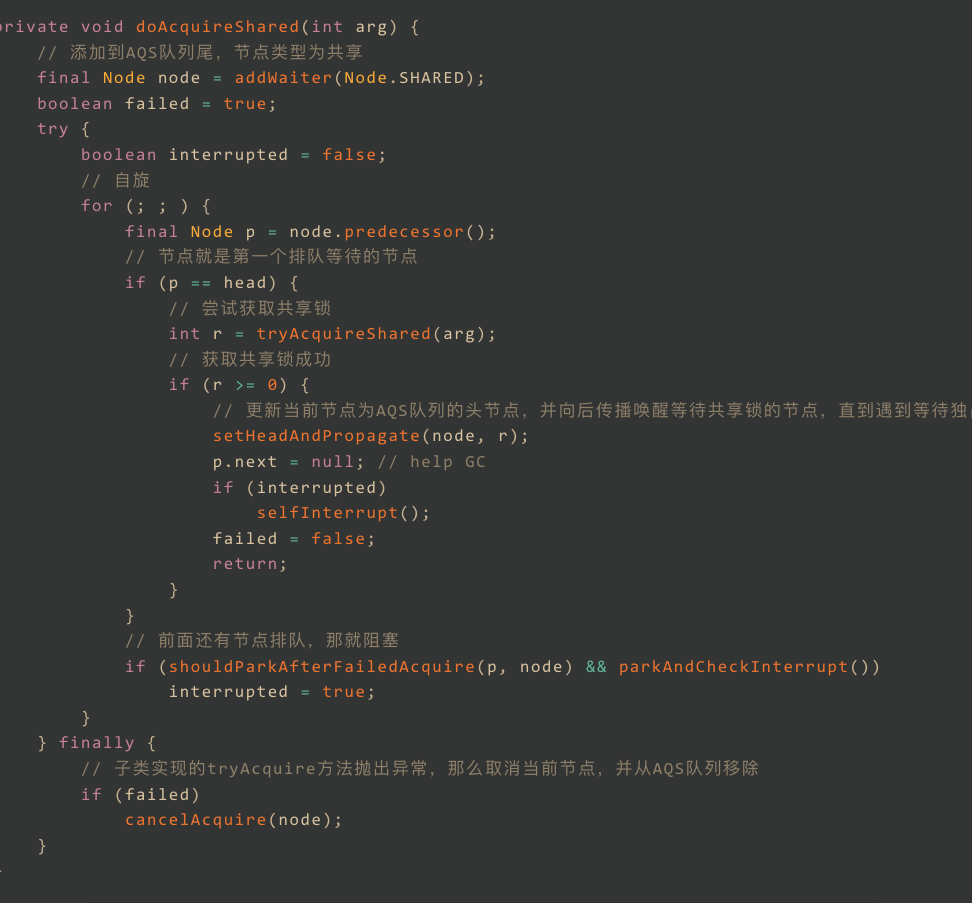 private void doAcquireShared(int arg) {
    // 添加到AQS队列尾，节点类型为共享
    final Node node = addWaiter(Node.SHARED);
    boolean failed = true;
    try {
        boolean interrupted = false;
        // 自旋
        for (; ; ) {
            final Node p = node.predecessor();
            // 节点就是第一个排队等待的节点
            if (p == head) {
                // 尝试获取共享锁
                int r = tryAcquireShared(arg);
                // 获取共享锁成功
                if (r >= 0) {
                    // 更新当前节点为AQS队列的头节点，并向后传播唤醒等待共享锁的节点，直到遇到等待独
                    setHeadAndPropagate(node, r);
                    p.next = null; // help GC
                    if (interrupted)
                        selfInterrupt();
                    failed = false;
                    return;
                }
            }
            // 前面还有节点排队，那就阻塞
            if (shouldParkAfterFailedAcquire(p, node) && parkAndCheckInterrupt())
                interrupted = true;
        }
    } finally {
        // 子类实现的tryAcquire方法抛出异常，那么取消当前节点，并从AQS队列移除
        if (failed)
            cancelAcquire(node);
    }